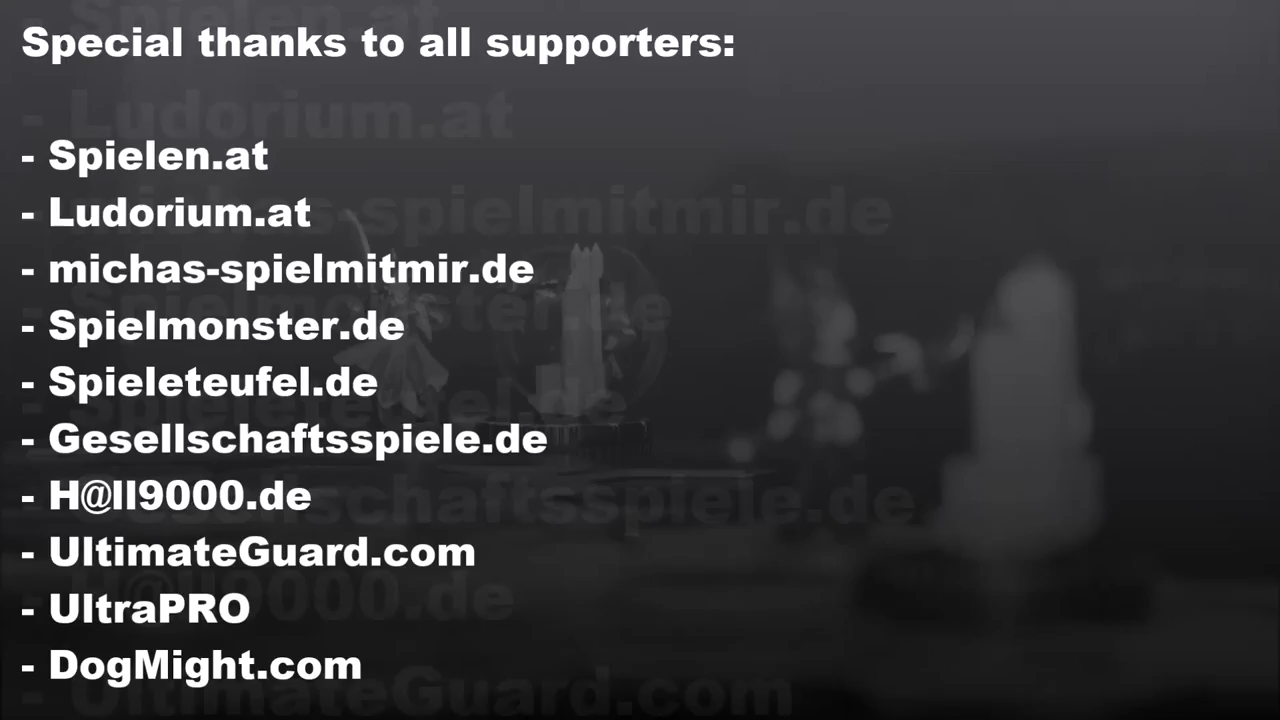 Special thanks to all supporters:
- Spielen.at
- Ludorium.at
- michas-spielmitmir.de
- Spielmonster.de
- Spieleteufel.de
- Gesellschaftsspiele.de
- H@ll9000.de
- UltimateGuard.com
- UltraPRO
- DogMight.com